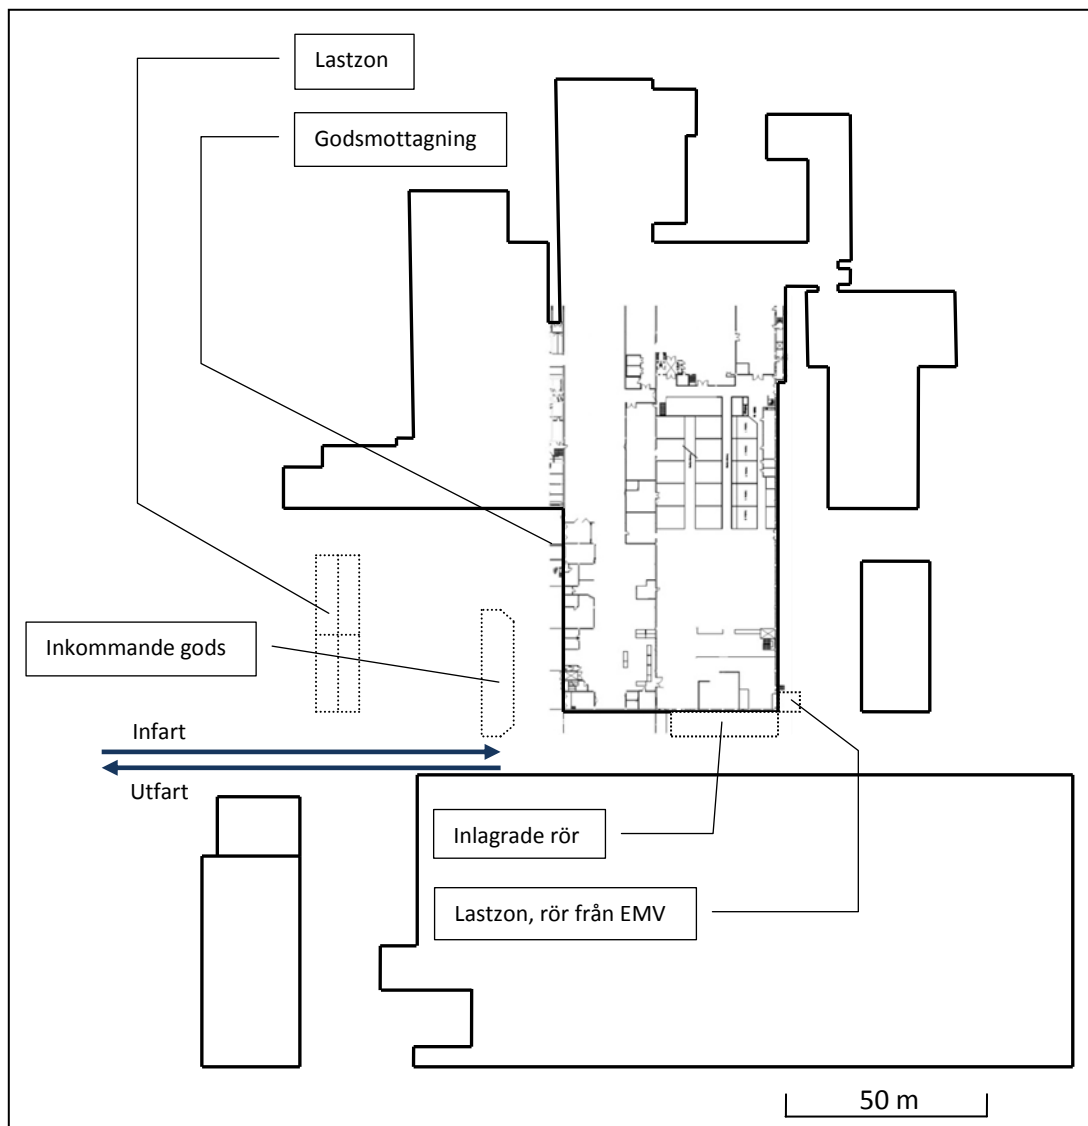 Lastzon
Godsmottagning
Inkommande gods
Infart
Utfart
Inlagrade rör
Lastzon, rör från EMV
50 m